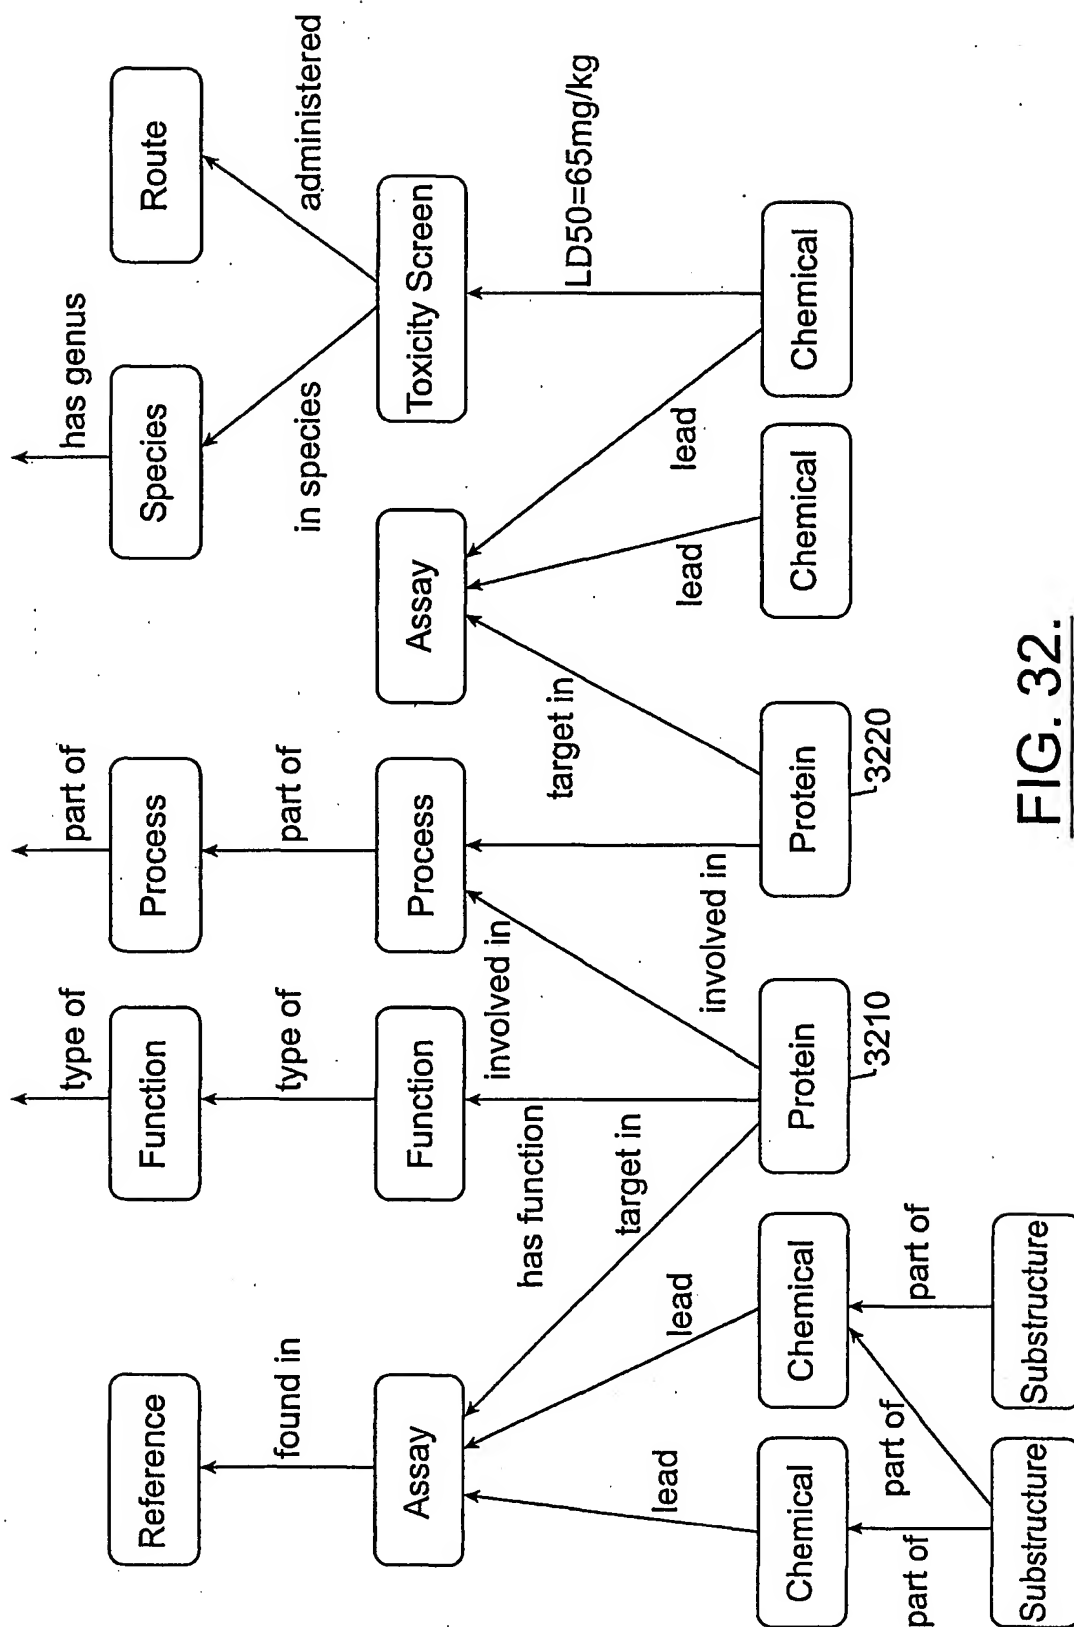 type of
part of
has genus
Reference
Function
Process
Species
Route
found in
type of
part of
in species
administered
Assay
Function
Process
Assay
Toxicity Screen
has function
involved in
target in
LD50=65mg/kg
lead
lead
target in
involved in
lead
lead
Chemical
Chemical
Protein
Protein
Chemical
Chemical
3210
3220
part of
part of
part of
Substructure
Substructure
FIG. 32.